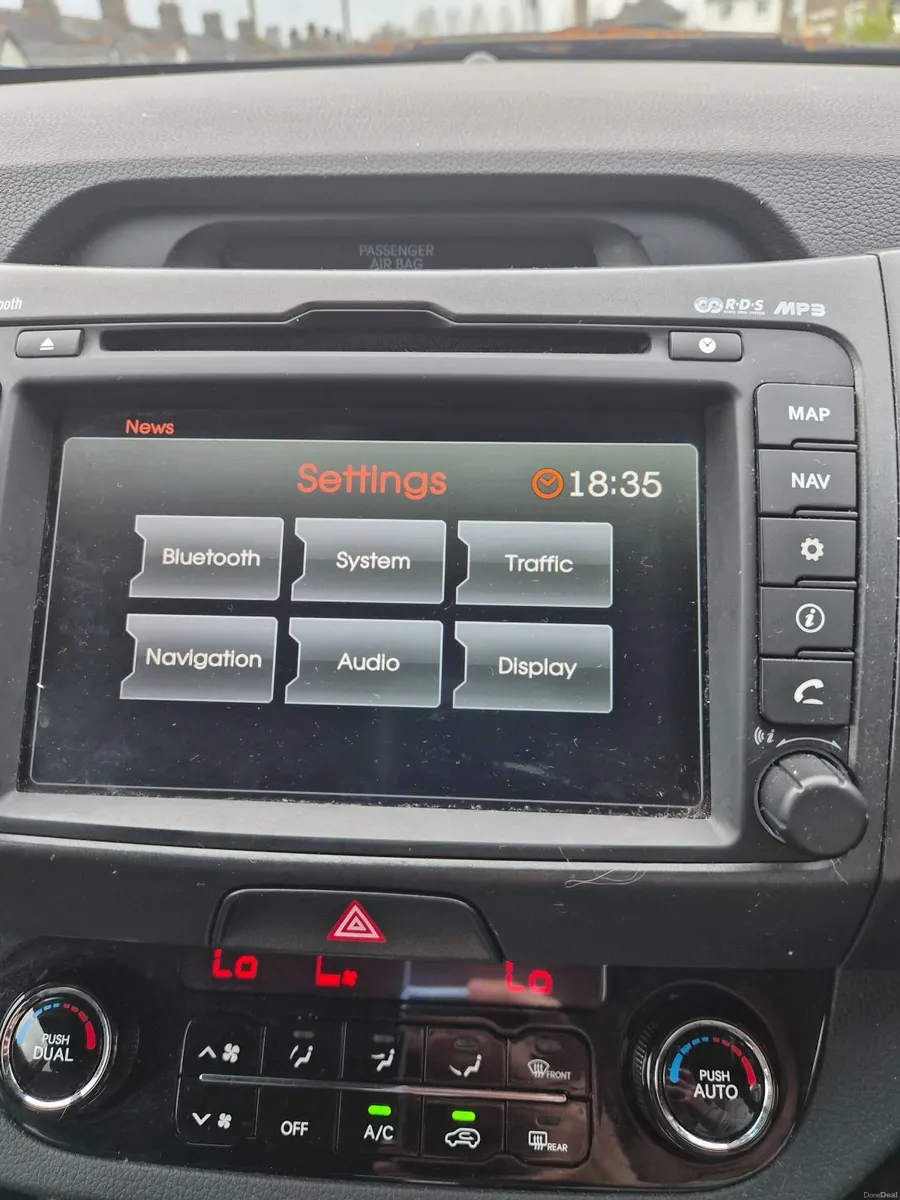 PASSENGER
AIR BAG
ooth
R·D·S
MP3
MAP
News
Settings
18:35
NAV
Bluetooth
System
Traffic
Navigation
Audio
Display
Lo
Lo
PUSH
DUAL
FRONT
PUSH
AUTO
OFF
A/C
REAR
DoneDeal